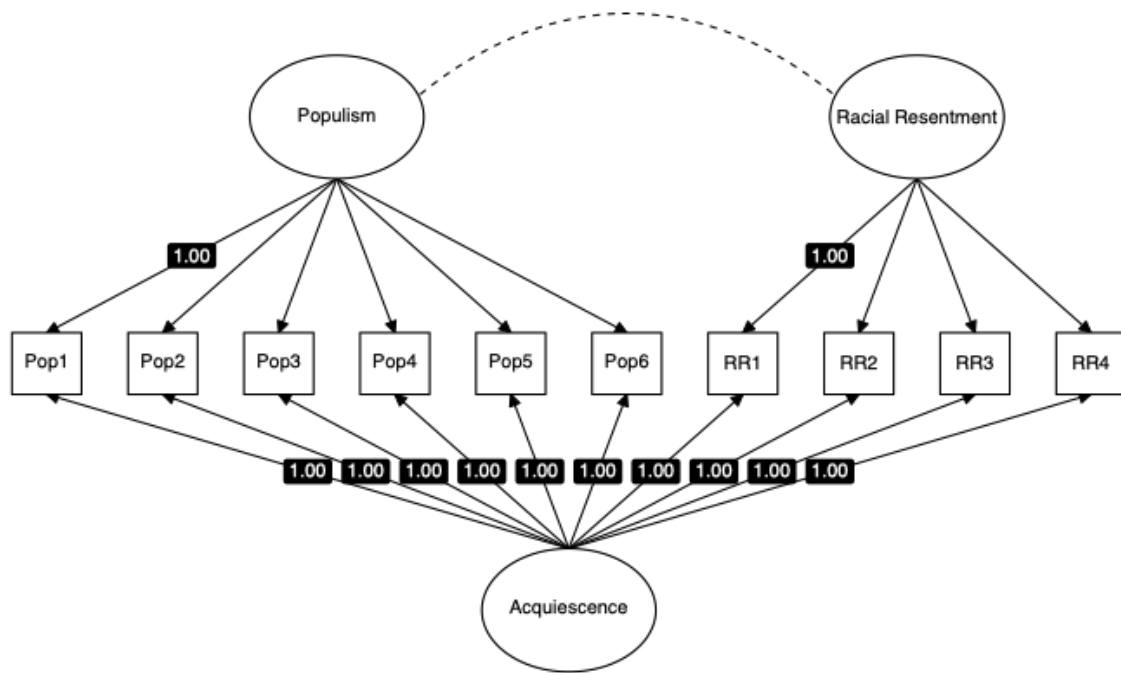 Populism
Racial Resentment
1.00
1.00
Pop1
Pop2
Pop3
Pop4
Pop5
Pop6
RR1
RR2
RR3
RR4
1.00
1.00
1.00
1.00
1.00
1.00
1.00
1.00
1.00
1.00
Acquiescence